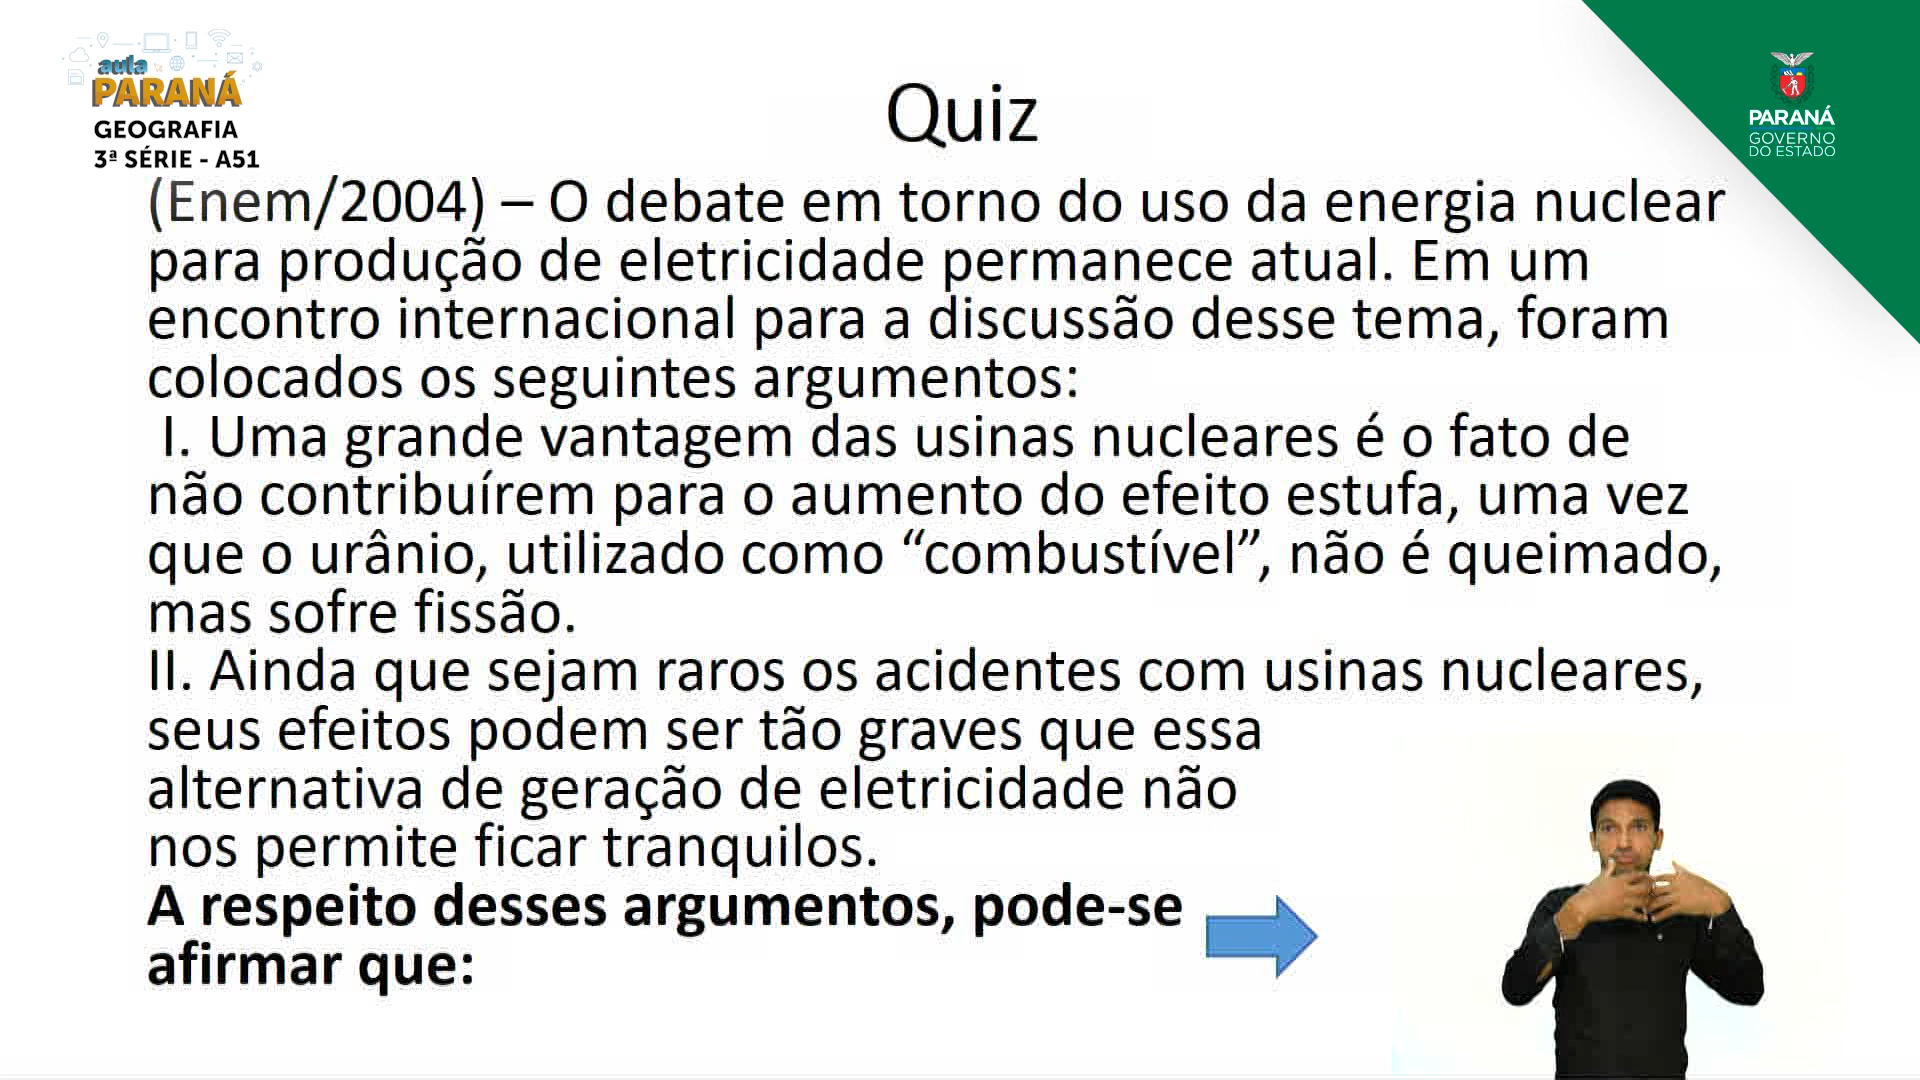 aula
PARANÁ
GEOGRAFIA
3ª SÉRIE - A51
Quiz
PARANÁ
GOVERNO
DO ESTADO
(Enem/2004) – O debate em torno do uso da energia nuclear
para produção de eletricidade permanece atual. Em um
encontro internacional para a discussão desse tema, foram
colocados os seguintes argumentos:
I. Uma grande vantagem das usinas nucleares é o fato de
não contribuírem para o aumento do efeito estufa, uma vez
que o urânio, utilizado como “combustível”, não é queimado,
mas sofre fissão.
II. Ainda que sejam raros os acidentes com usinas nucleares,
seus efeitos podem ser tão graves que essa
alternativa de geração de eletricidade não
nos permite ficar tranquilos.
A respeito desses argumentos, pode-se
afirmar que: